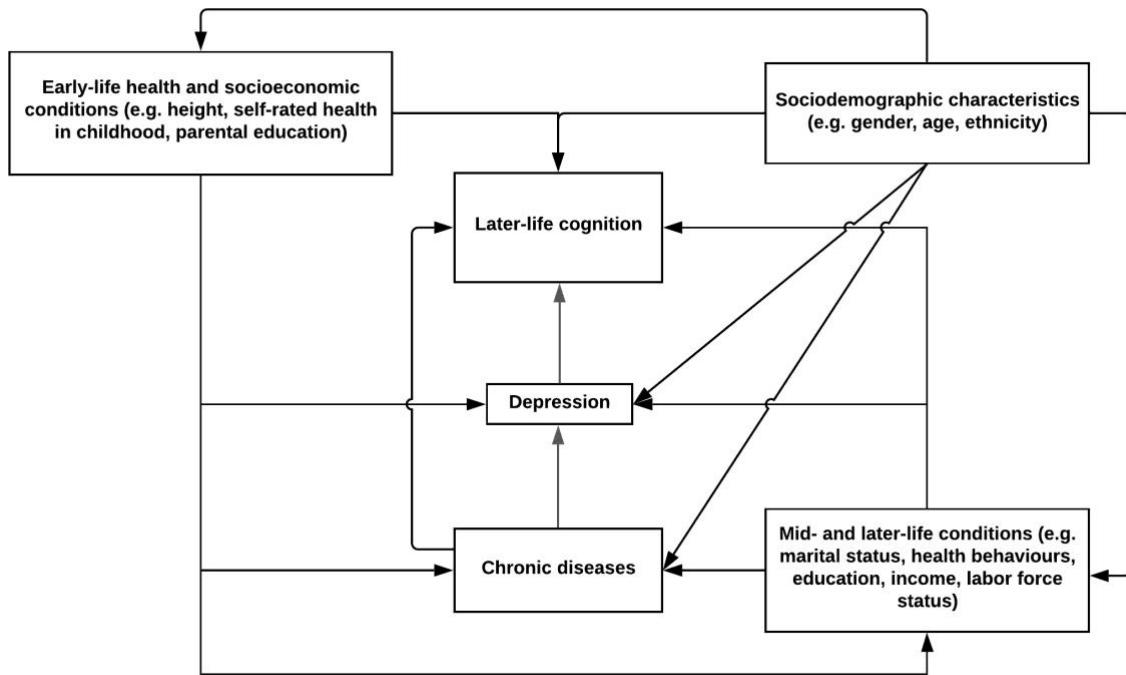 Early-life health and socioeconomic
conditions (e.g. height, self-rated health
in childhood, parental education)
Sociodemographic characteristics
(e.g. gender, age, ethnicity)
Later-life cognition
Depression
Chronic diseases
Mid- and later-life conditions (e.g.
marital status, health behaviours,
education, income, labor force
status)